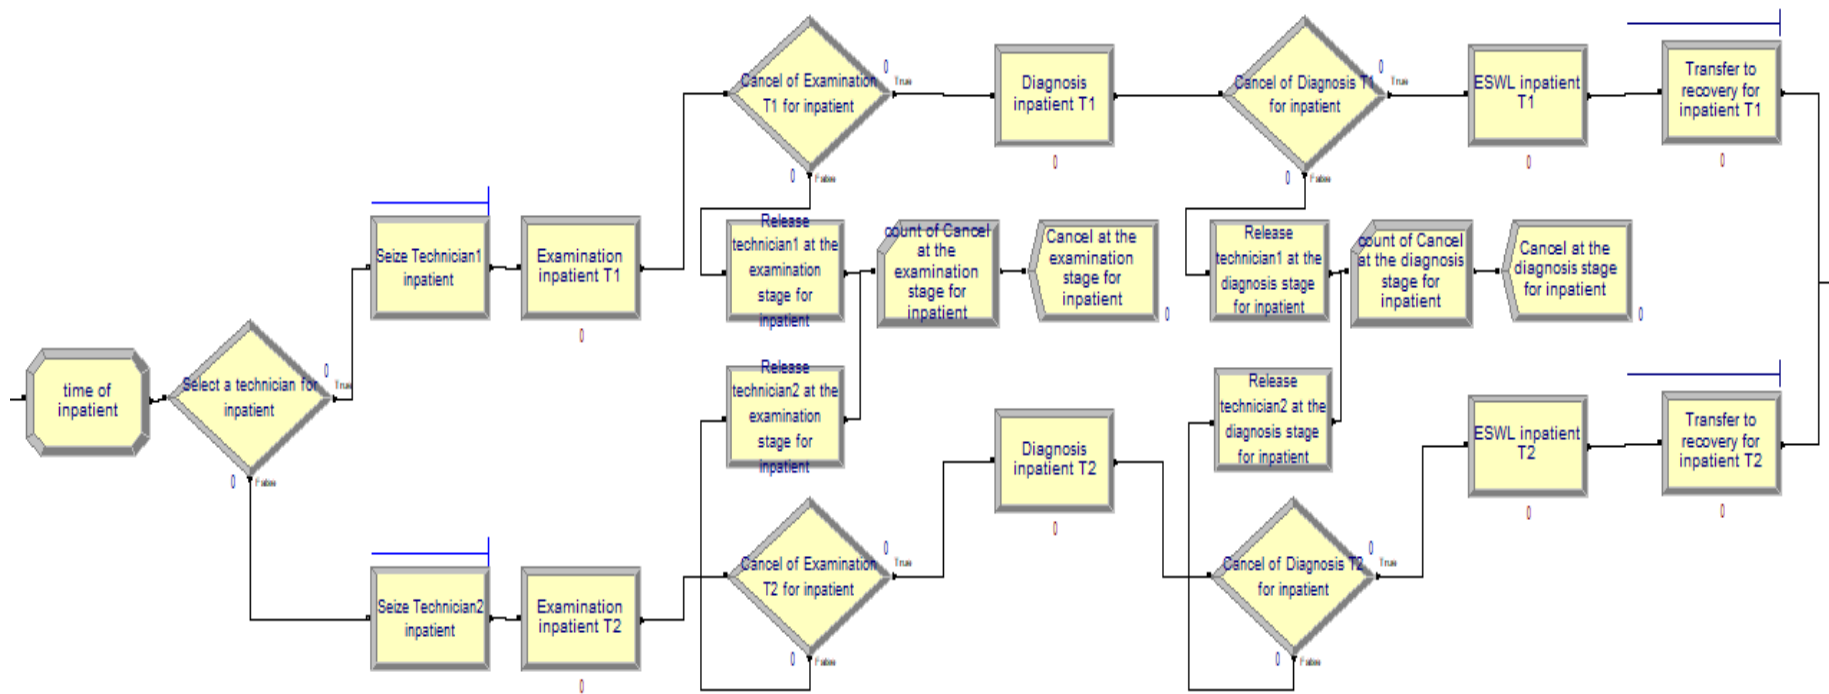 time of
inpatient
Select a technician for
inpatient
0
True
0
False
Seize Technician1
inpatient
Examination
inpatient T1
0
Cancel of Examination
T1 for inpatient
0
True
0
False
Diagnosis
inpatient T1
0
Cancel of Diagnosis T1
for inpatient
0
True
0
False
ESWL inpatient
T1
0
Transfer to
recovery for
inpatient T1
0
Release
technician1 at the
examination
stage for
inpatient
count of Cancel
at the
examination
stage for
inpatient
Cancel at the
examination
stage for
inpatient
0
Release
technician1 at the
diagnosis stage
for inpatient
count of Cancel
at the diagnosis
stage for
inpatient
Cancel at the
diagnosis stage
for inpatient
0
Release
technician2 at the
examination
stage for
inpatient
Release
technician2 at the
diagnosis stage
for inpatient
Seize Technician2
inpatient
Examination
inpatient T2
0
Cancel of Examination
T2 for inpatient
0
True
0
False
Diagnosis
inpatient T2
0
Cancel of Diagnosis T2
for inpatient
0
True
0
False
ESWL inpatient
T2
0
Transfer to
recovery for
inpatient T2
0